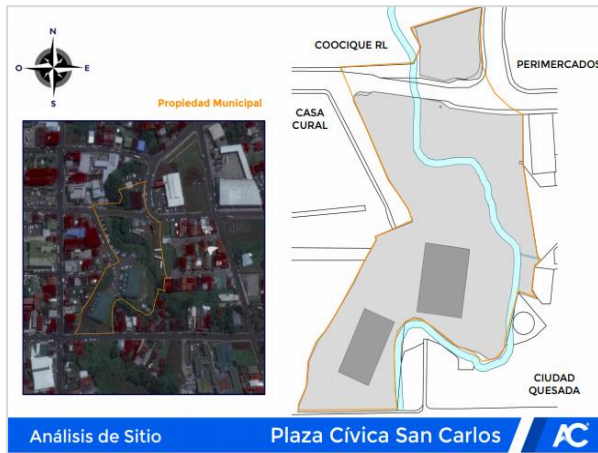 N
O
E
S
Propiedad Municipal
COOCIQUE RL
PERIMERCADOS
CASA
CURAL
CIUDAD
QUESADA
Análisis de Sitio
Plaza Cívica San Carlos
AC